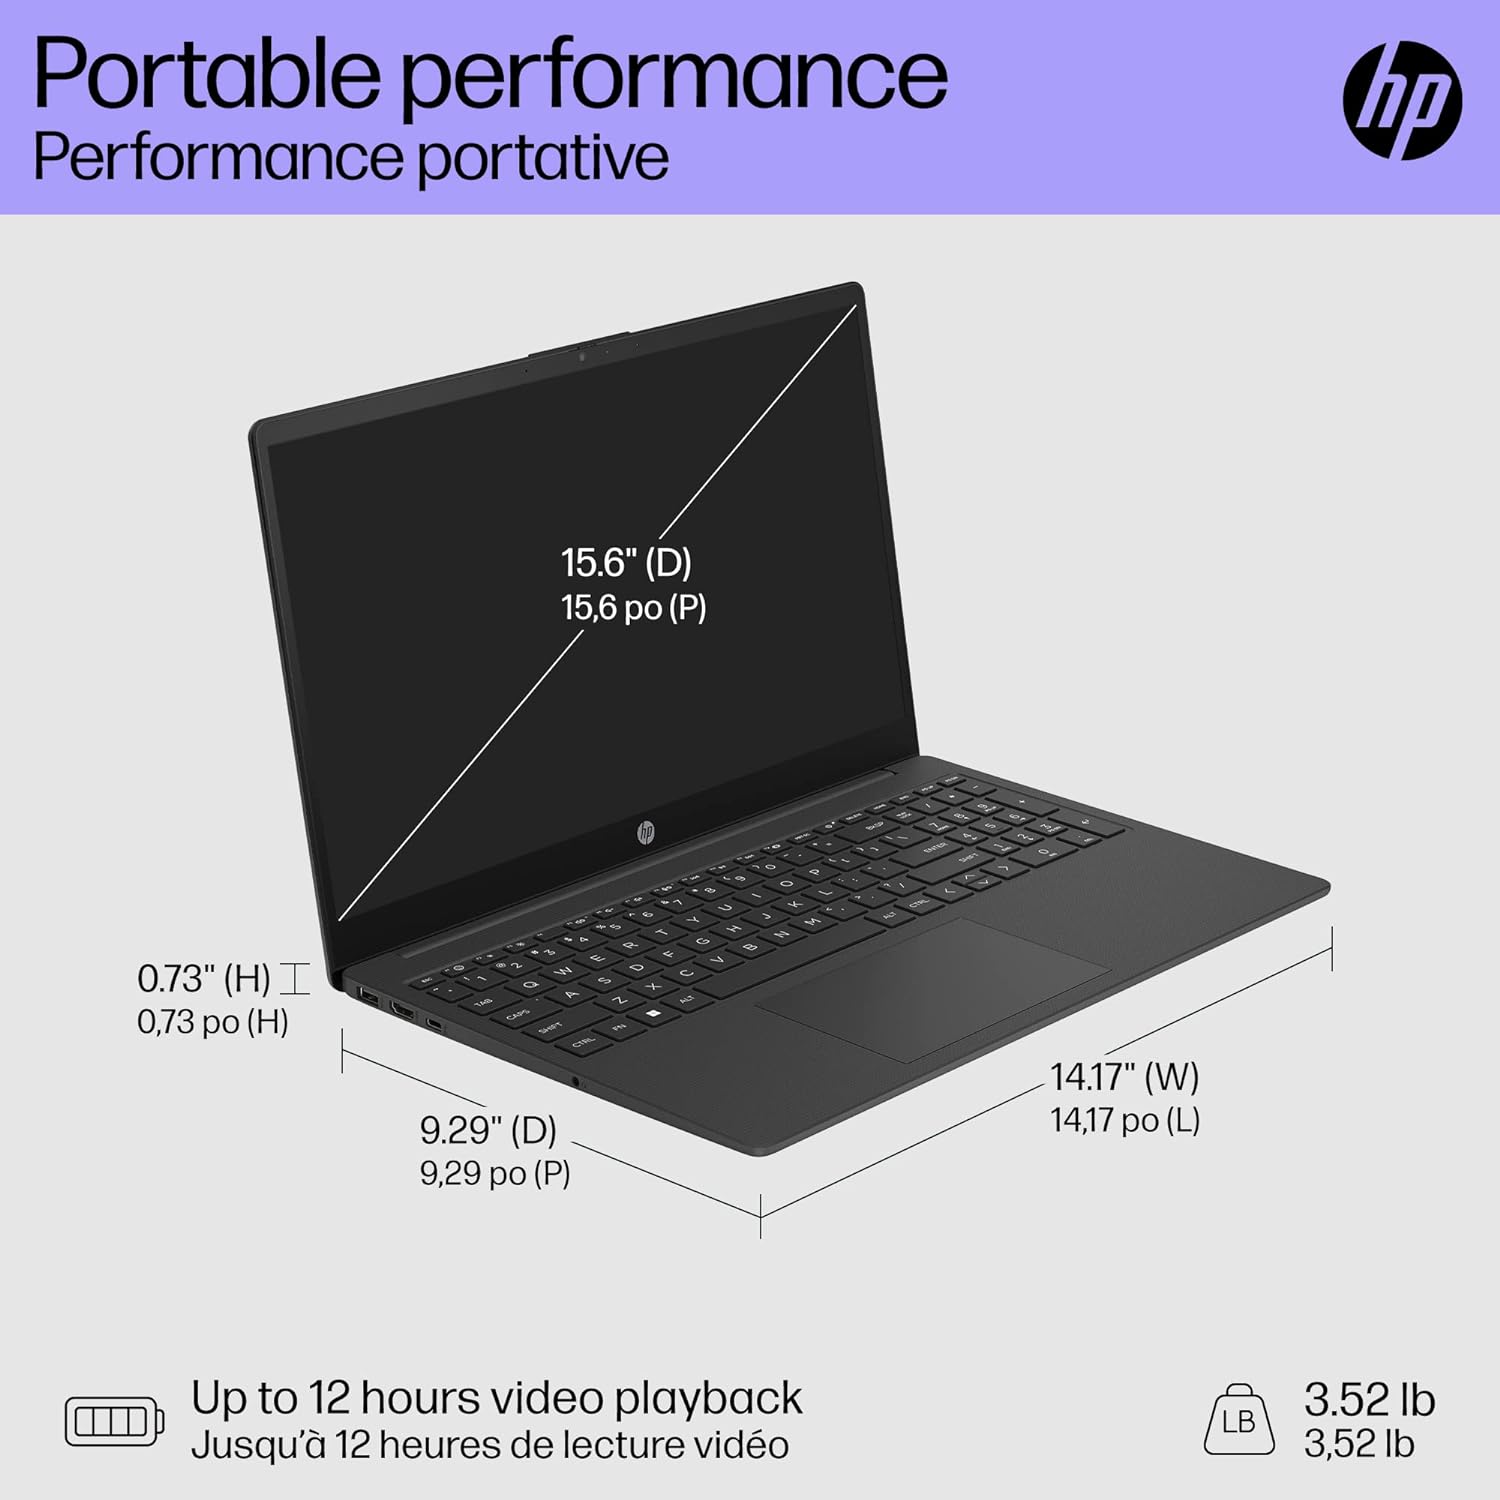 Portable performance
Performance portative
hp
15.6" (D)
15,6 po (P)
hp
0.73" (H)
0,73 po (H)
9.29" (D)
9,29 po (P)
14.17" (W)
14,17 po (L)
Up to 12 hours video playback
Jusqu'à 12 heures de lecture vidéo
LB
3.52 lb
3,52 lb